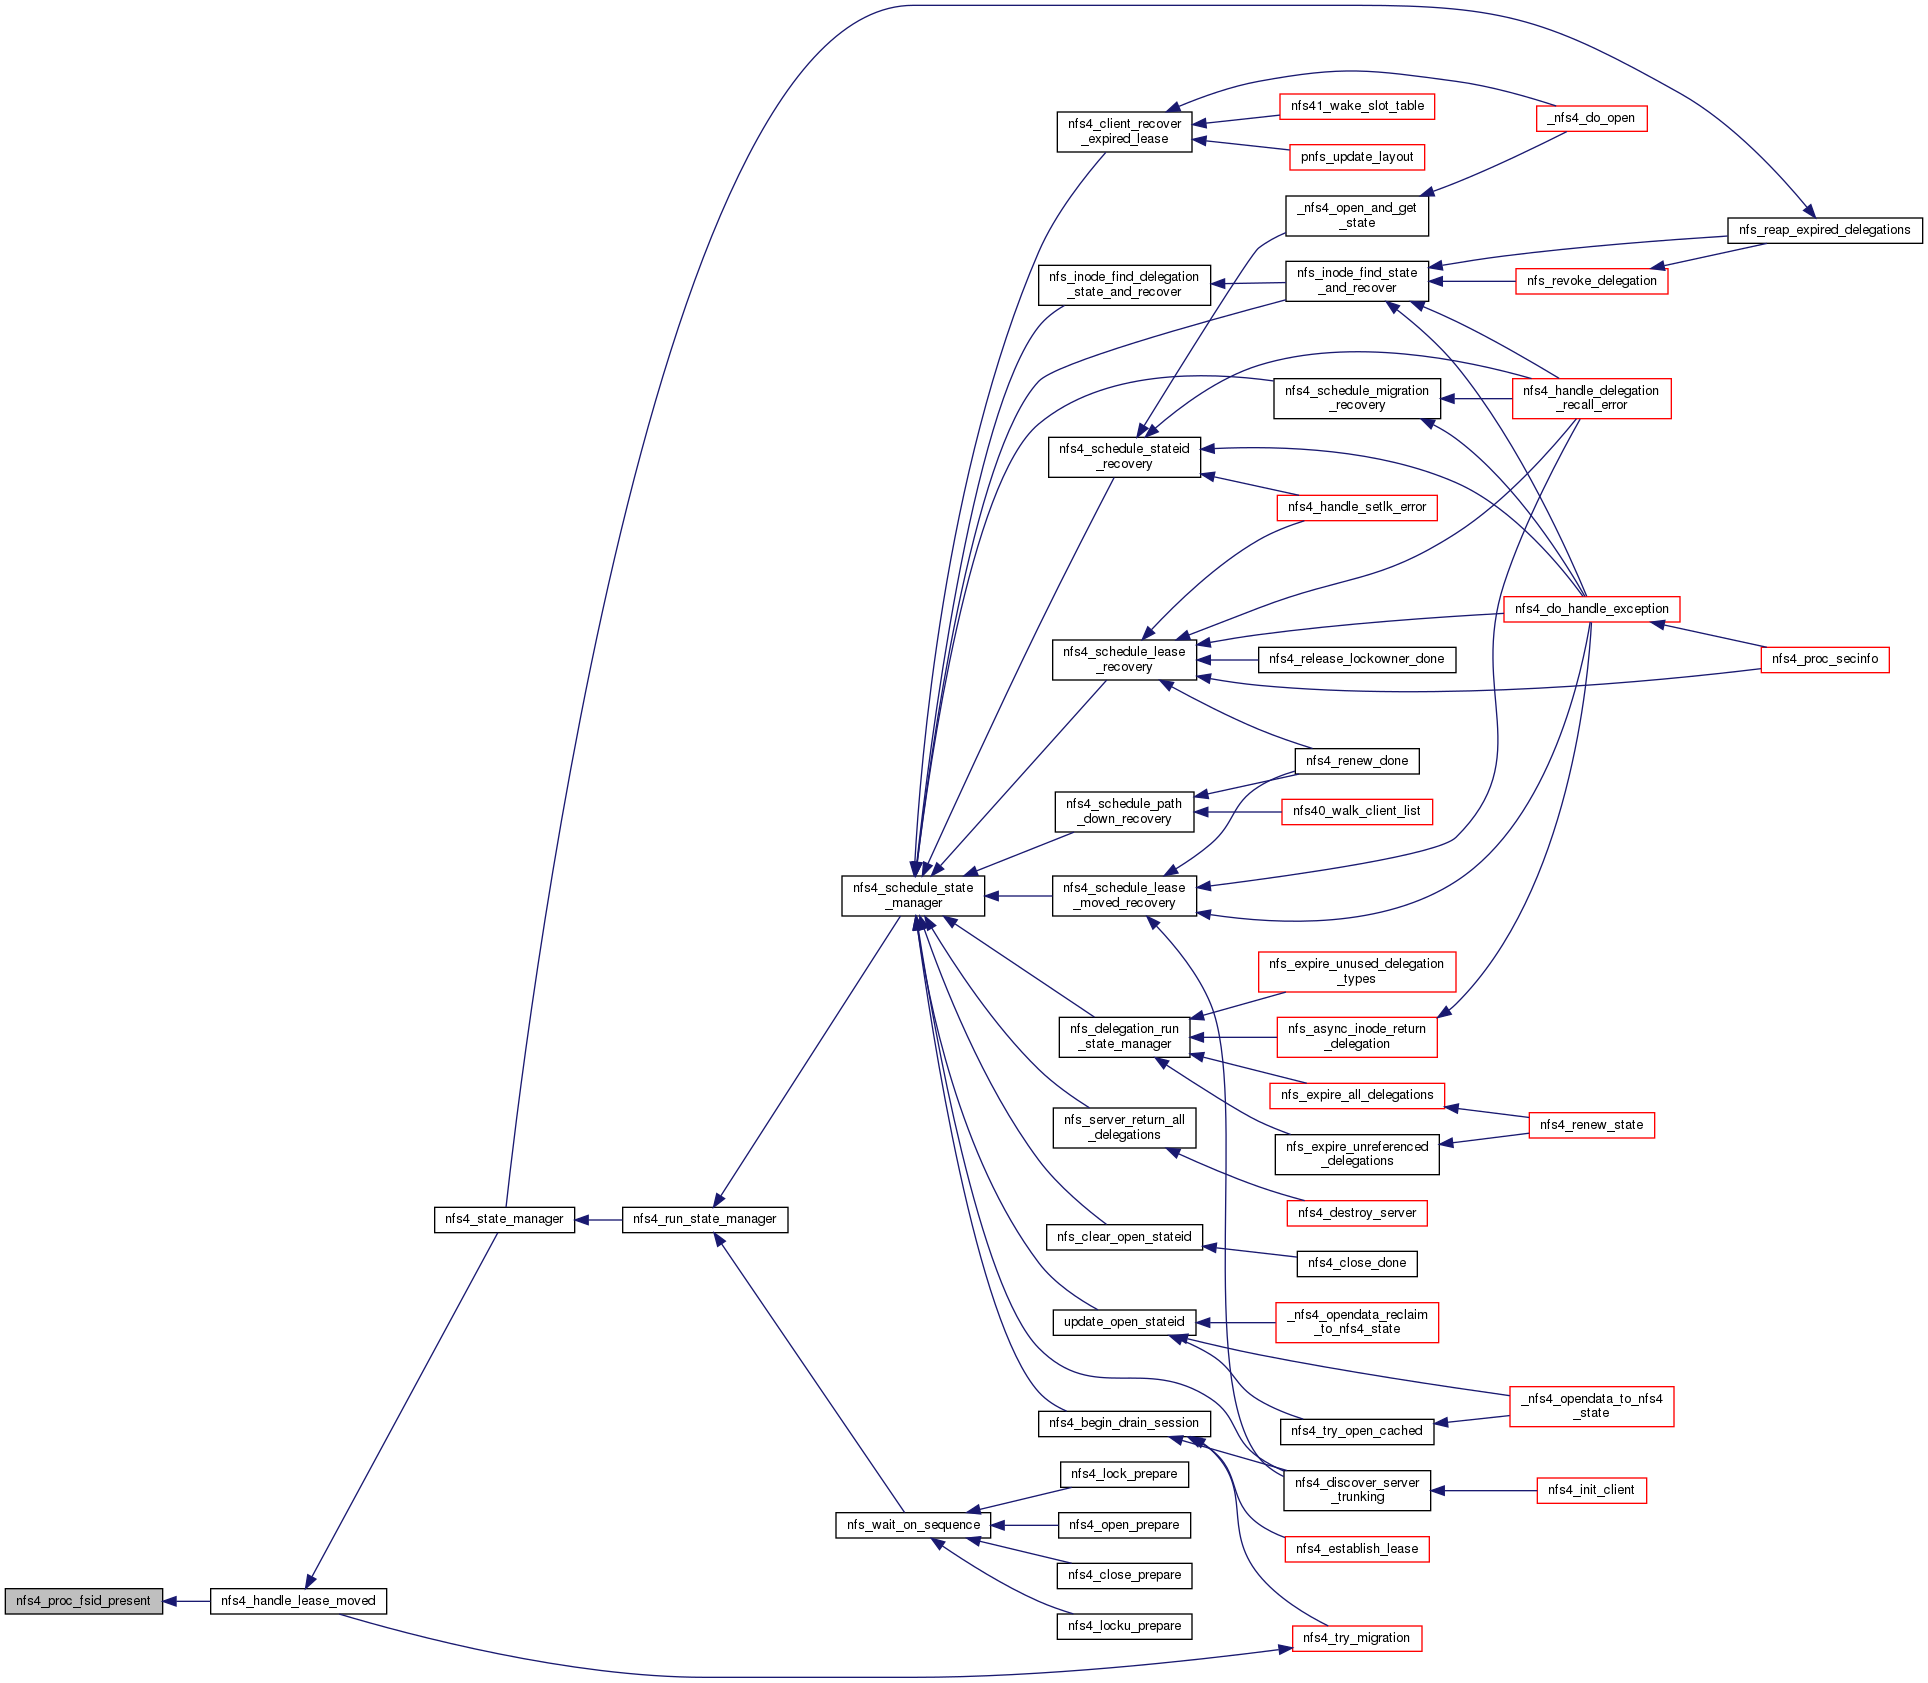 nfs4_proc_fsid_present
nfs4_handle_lease_moved
nfs4_state_manager
nfs4_run_state_manager
nfs4_schedule_state
_manager
nfs_wait_on_sequence
nfs4_client_recover
_expired_lease
nfs_inode_find_delegation
_state_and_recover
nfs4_schedule_stateid
_recovery
nfs4_schedule_lease
_recovery
nfs4_schedule_path
_down_recovery
nfs4_schedule_lease
_moved_recovery
nfs_delegation_run
_state_manager
nfs_server_return_all
_delegations
nfs_clear_open_stateid
update_open_stateid
nfs4_begin_drain_session
nfs4_lock_prepare
nfs4_open_prepare
nfs4_close_prepare
nfs4_locku_prepare
nfs41_wake_slot_table
pnfs_update_layout
_nfs4_open_and_get
_state
nfs_inode_find_state
_and_recover
nfs4_schedule_migration
_recovery
nfs4_handle_setlk_error
nfs4_release_lockowner_done
nfs4_renew_done
nfs40_walk_client_list
nfs_expire_unused_delegation
_types
nfs_async_inode_return
_delegation
nfs_expire_all_delegations
nfs_expire_unreferenced
_delegations
nfs4_destroy_server
nfs4_close_done
_nfs4_opendata_reclaim
_to_nfs4_state
nfs4_try_open_cached
nfs4_discover_server
_trunking
nfs4_establish_lease
nfs4_try_migration
_nfs4_do_open
nfs_revoke_delegation
nfs4_handle_delegation
_recall_error
nfs4_do_handle_exception
nfs4_renew_state
_nfs4_opendata_to_nfs4
_state
nfs4_init_client
nfs_reap_expired_delegations
nfs4_proc_secinfo